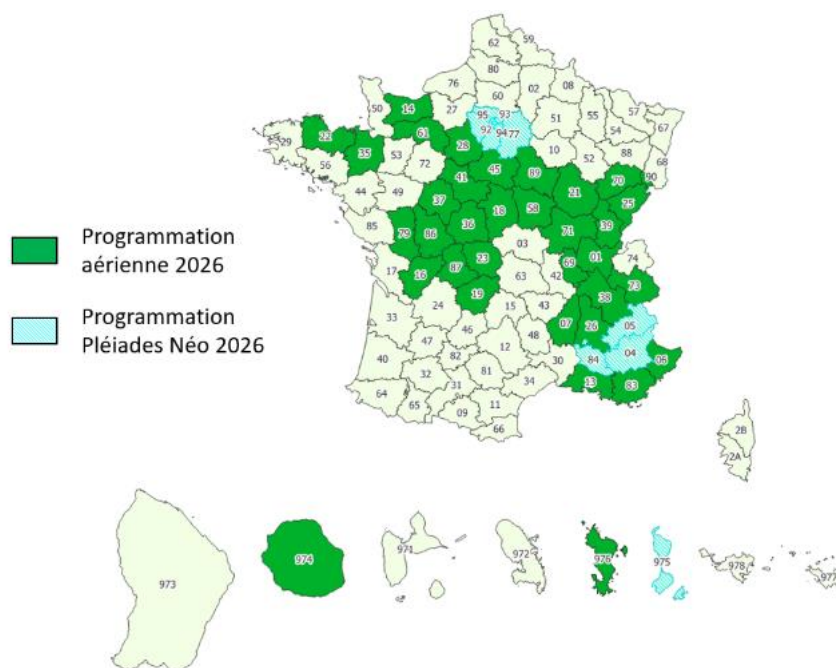 62 59
80
76 02 08
60
50 14 27 95 93 51 55 57
92 94 77 54 67
61
29 22 28 10 88
35 53 52 68
56 72 45 89 70 90
41 21 25
44 49 37 58
18 39
85 36 71
79 86 03
01 74
17 23 69
16 87 63 42 73
19 38
24 15 43
33 07 26 05
46 48
47 12 84 04 06
40 82 30
32 81 13 83
31 34
64 65 11
09
66
Programmation
aérienne 2026
Programmation
Pléiades Néo 2026
2B
2A
973 974 971 972 976 975 978 977